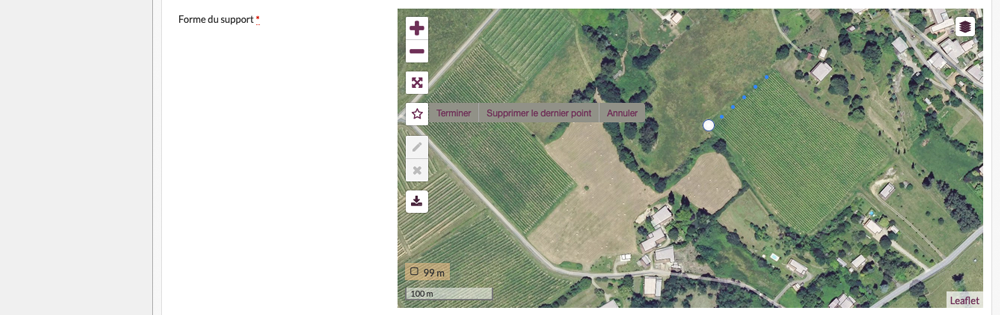 Forme du support *
Terminer
Supprimer le dernier point
Annuler
99 m
100 m
Leaflet